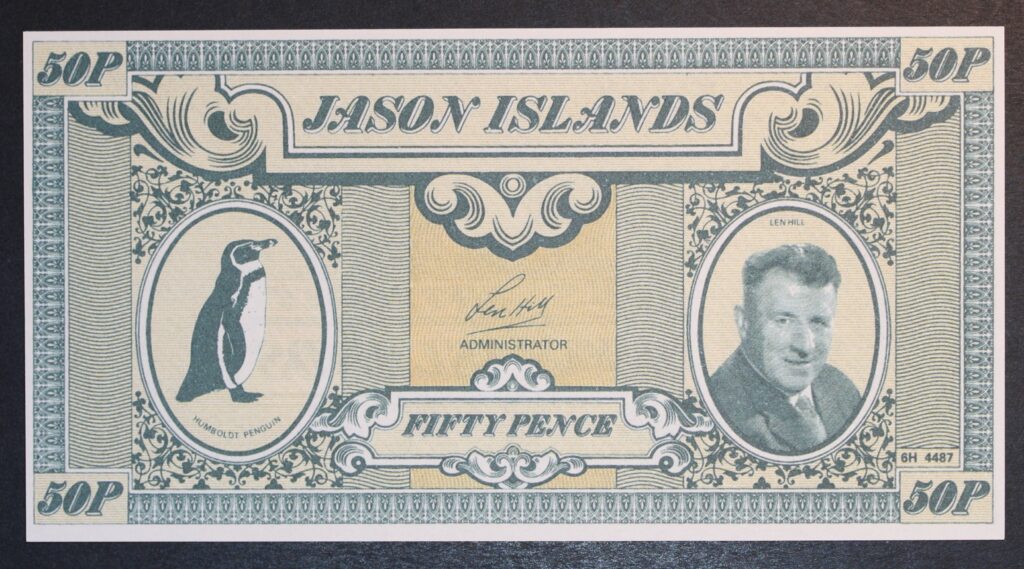 50P
50P
JASON ISLANDS
LEN HILL
Len Hill
ADMINISTRATOR
HUMBOLDT PENGUIN
FIFTY PENCE
6H 4487
50P
50P